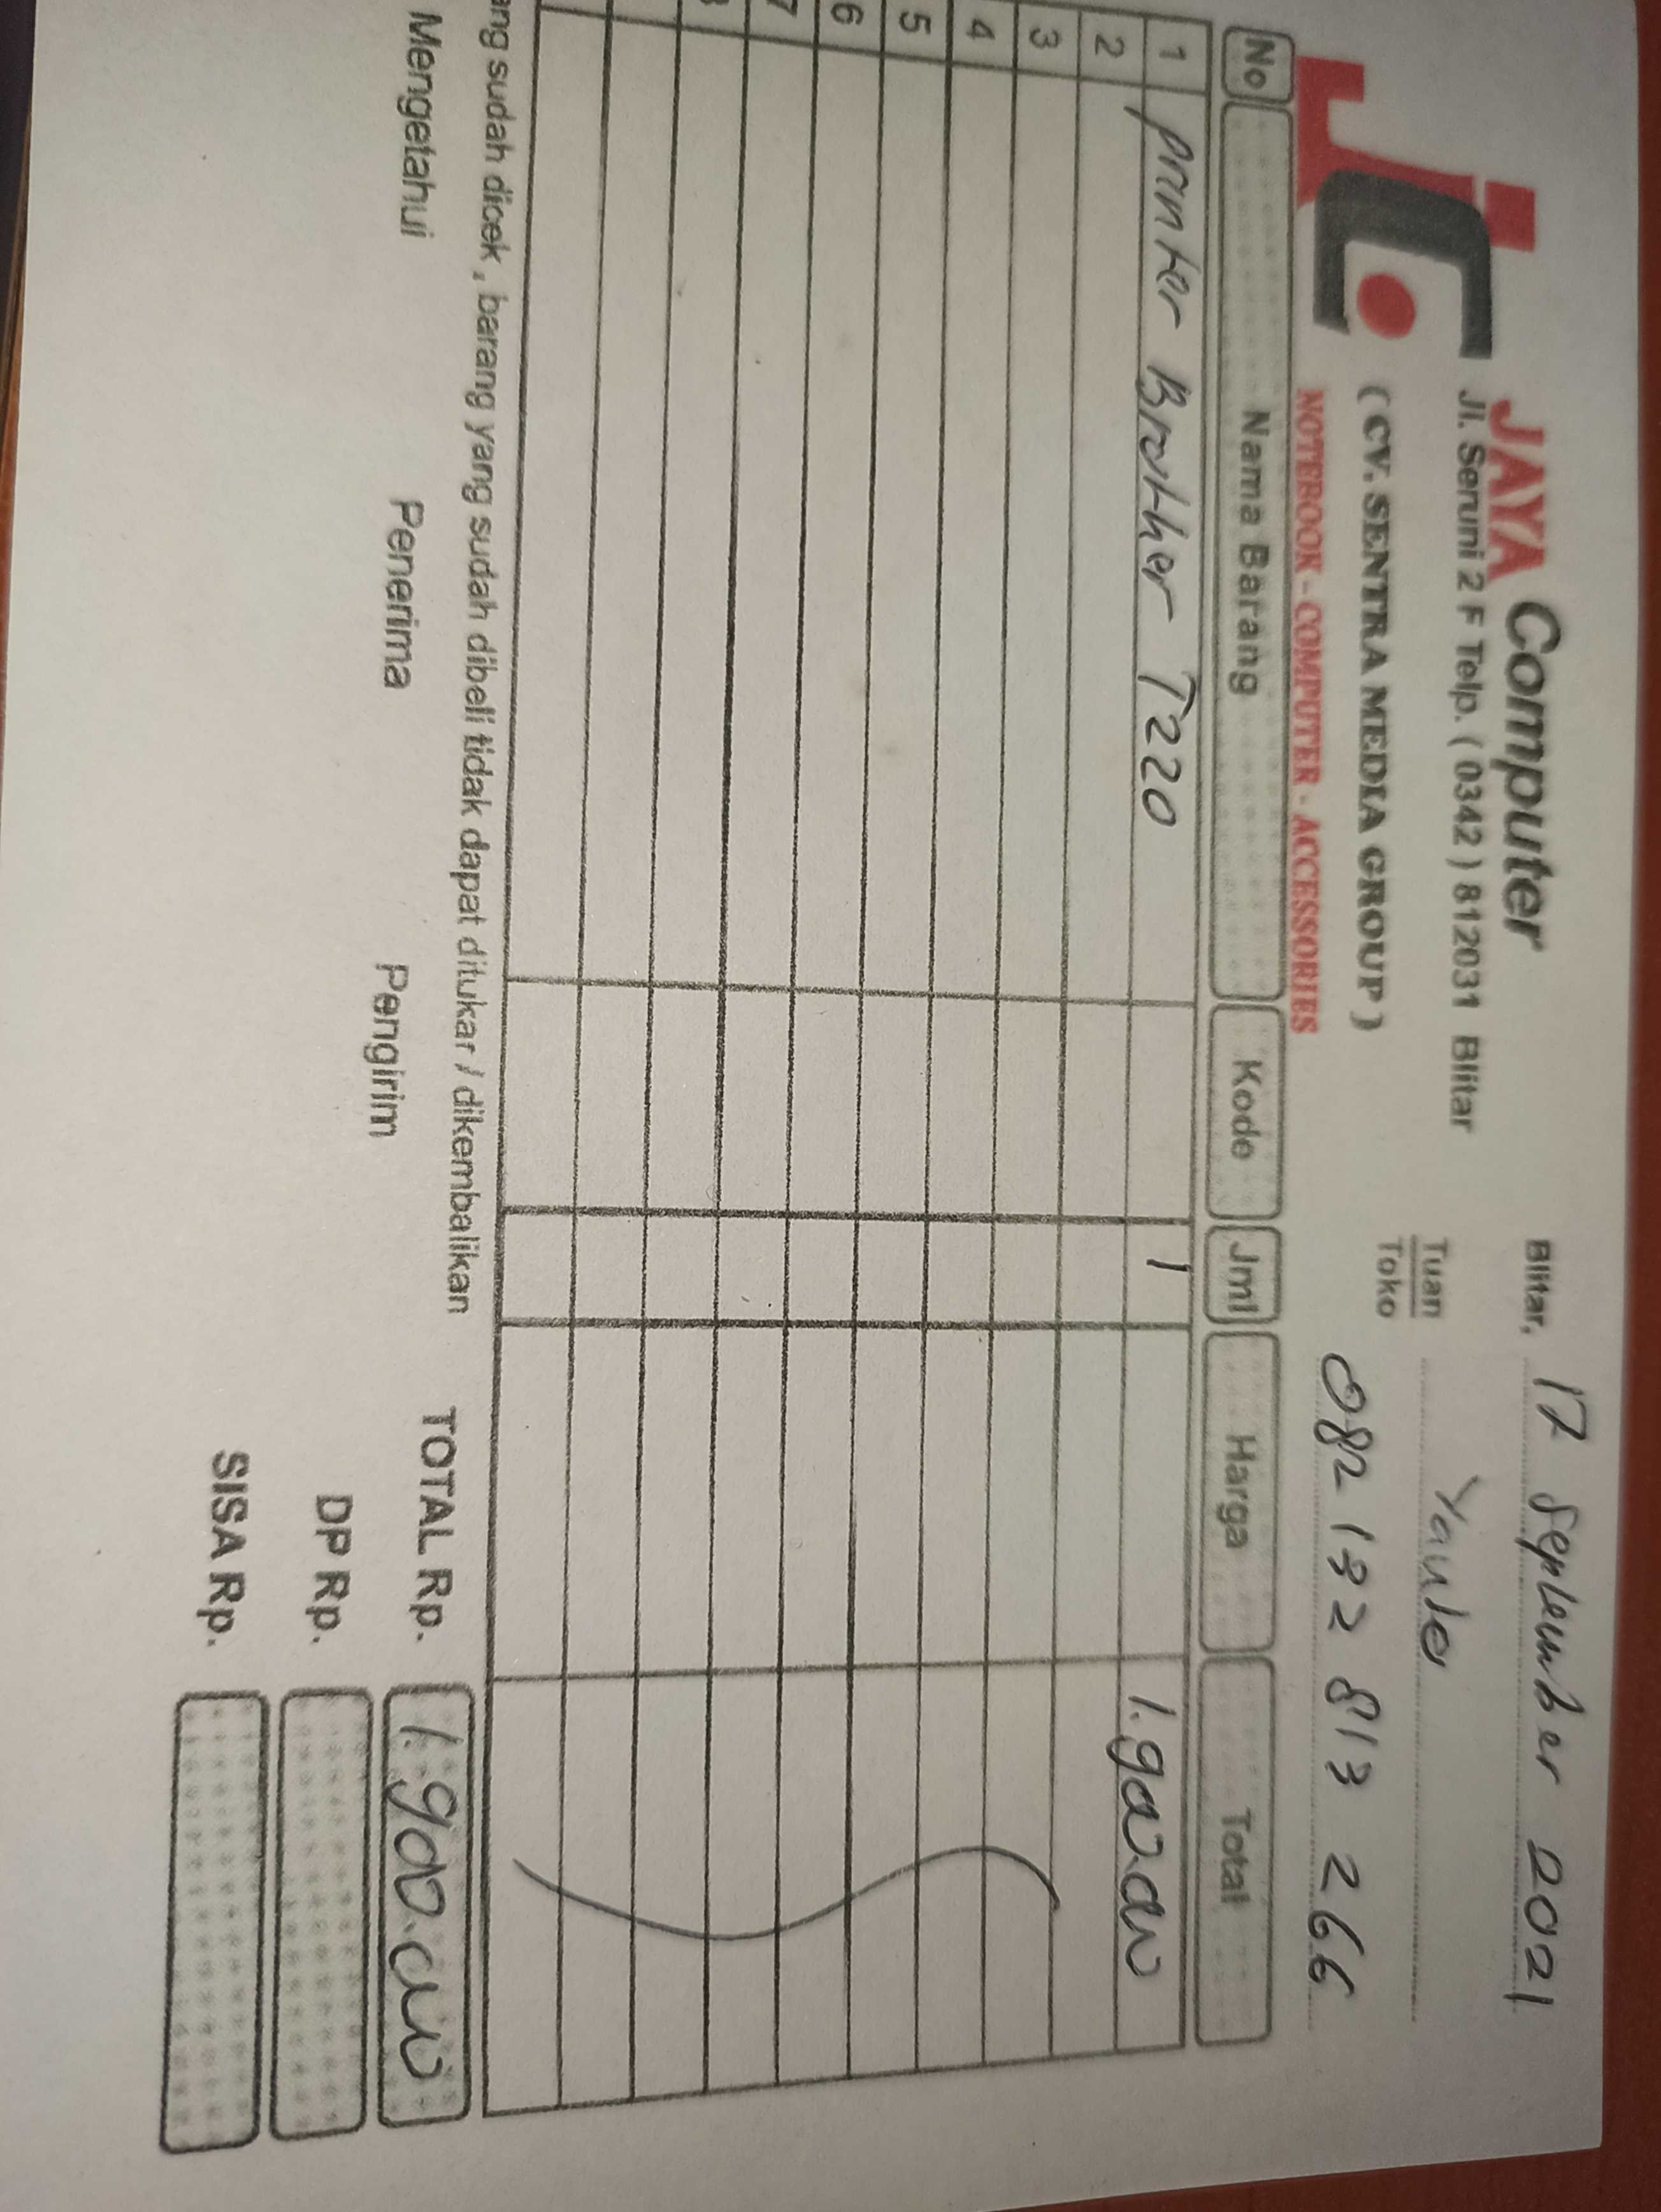 JAYA Computer
Jl. Seruni 2 F Telp. ( 0342 ) 812031 Blitar
( CV. SENTRA MEDIA GROUP )
NOTEBOOK - COMPUTER - ACCESSORIES
Blitar, 17 September 2021
Tuan
Toko
082 132 813 266
No Nama Barang Kode Jml Harga Total
1 Printer Brother T220 1 1.900.000
2
3
4
5
6
7
ang sudah dicek, barang yang sudah dibeli tidak dapat ditukar / dikembalikan
Mengetahui Penerima Pengirim
TOTAL Rp. 1.900.000
DP Rp.
SISA Rp.